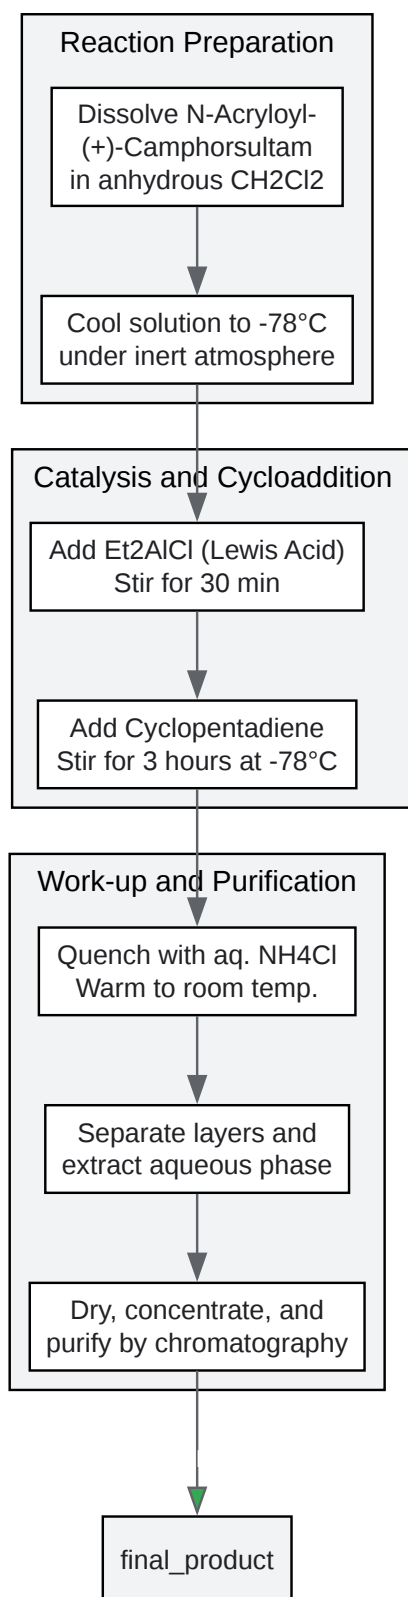 Reaction Preparation
Dissolve N-Acryloyl-
(+)-Camphorsultam
in anhydrous CH2Cl2
Cool solution to -78°C
under inert atmosphere
Catalysis and Cycloaddition
Add Et2AlCl (Lewis Acid)
Stir for 30 min
Add Cyclopentadiene
Stir for 3 hours at -78°C
Work-up and Purification
Quench with aq. NH4Cl
Warm to room temp.
Separate layers and
extract aqueous phase
Dry, concentrate, and
purify by chromatography
final_product